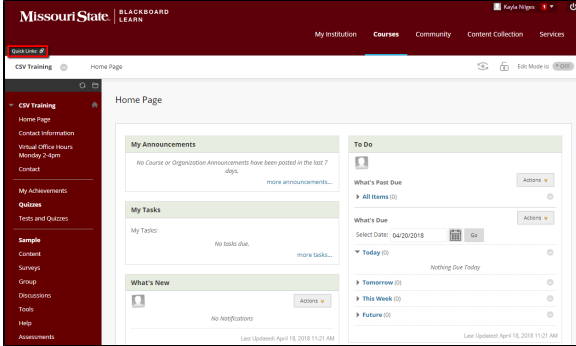 Missouri State. BLACKBOARD
LEARN
Kayla Nilges 1
My Institution Courses Community Content Collection Services
Quick Links
CSV Training Home Page Edit Mode is: OFF
CSV Training
Home Page
Contact Information
Virtual Office Hours
Monday 2-4pm
Contact
My Achievements
Quizzes
Tests and Quizzes
Sample
Content
Surveys
Group
Discussions
Tools
Help
Assessments
Home Page
My Announcements
No Course or Organization Announcements have been posted in the last 7
days.
more announcements...
My Tasks
My Tasks:
No tasks due.
more tasks...
What's New
Actions
No Notifications
Last Updated: April 18, 2018 11:21 AM
To Do
What's Past Due
Actions
All Items (0)
What's Due
Actions
Select Date: 04/20/2018 Go
Today (0)
Nothing Due Today
Tomorrow (0)
This Week (0)
Future (0)
Last Updated: April 18, 2018 11:21 AM